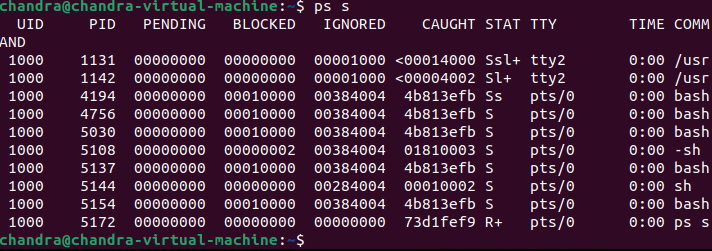 chandra@chandra-virtual-machine:~$ ps s
UID PID PENDING BLOCKED IGNORED CAUGHT STAT TTY TIME COMM
AND
1000 1131 00000000 00000000 00001000 <00014000 Ssl+ tty2 0:00 /usr
1000 1142 00000000 00000000 00001000 <00004002 Sl+ tty2 0:00 /usr
1000 4194 00000000 00010000 00384004 4b813efb Ss pts/0 0:00 bash
1000 4756 00000000 00010000 00384004 4b813efb S pts/0 0:00 bash
1000 5030 00000000 00010000 00384004 4b813efb S pts/0 0:00 bash
1000 5108 00000000 00000002 00384004 01810003 S pts/0 0:00 -sh
1000 5137 00000000 00010000 00384004 4b813efb S pts/0 0:00 bash
1000 5144 00000000 00000000 00284004 00010002 S pts/0 0:00 sh
1000 5154 00000000 00010000 00384004 4b813efb S pts/0 0:00 bash
1000 5172 00000000 00000000 00000000 73d1fef9 R+ pts/0 0:00 ps s
chandra@chandra-virtual-machine:~$